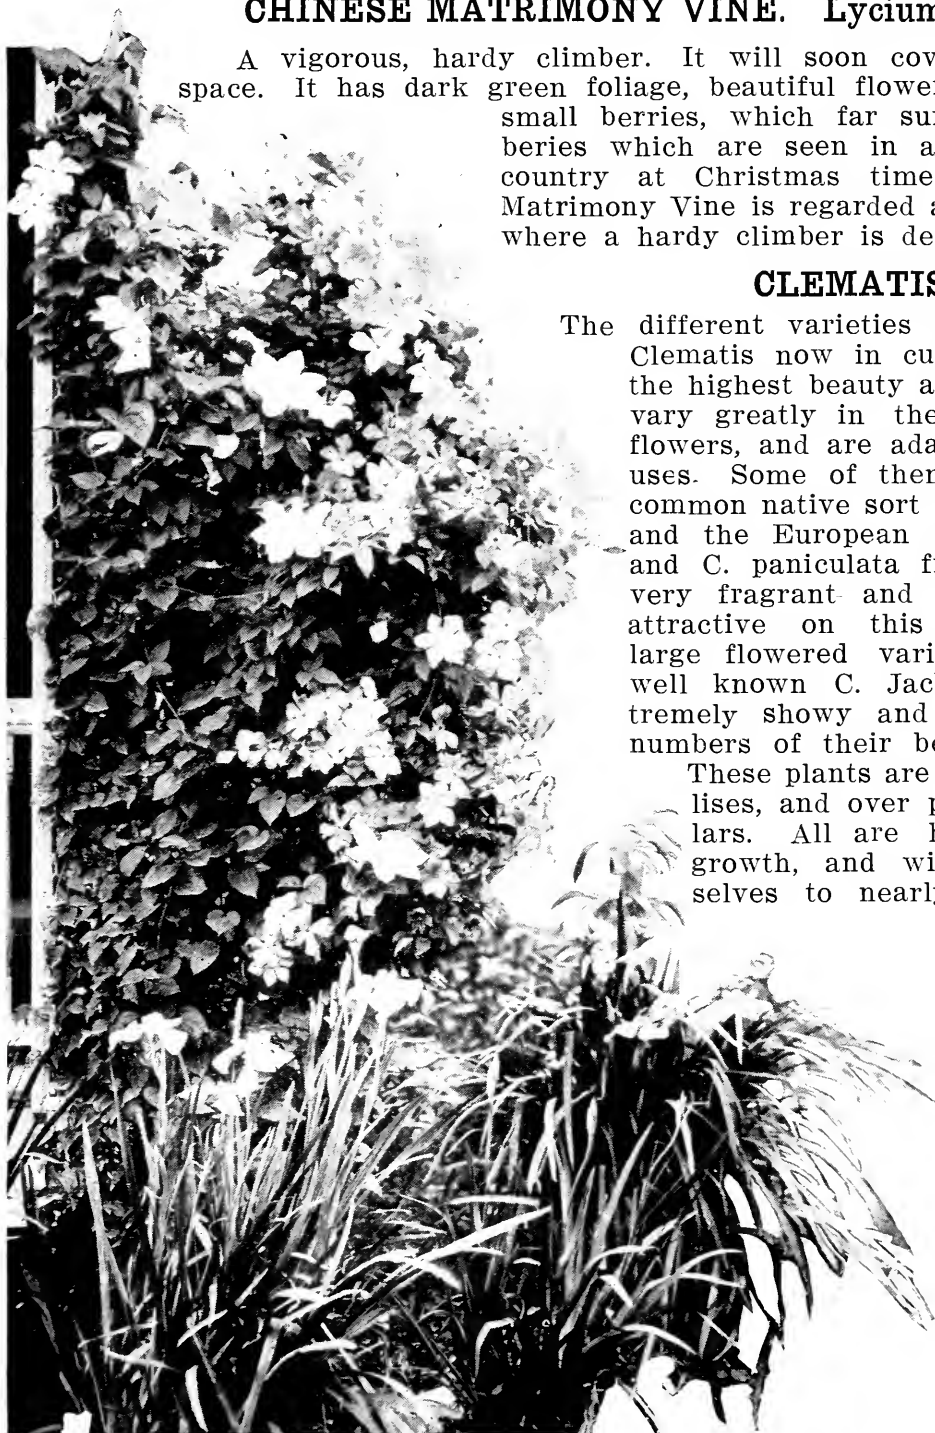 CHINESE MATRIMONY VINE. Lycium
A vigorous, hardy climber. It will soon cov
space. It has dark green foliage, beautiful flowe
small berries, which far su
beries which are seen in a
country at Christmas time
Matrimony Vine is regarded a
where a hardy climber is de
CLEMATIS
The different varieties
Clematis now in cu
the highest beauty a
vary greatly in the
flowers, and are ada
uses. Some of ther
common native sort
and the European
and C. paniculata f
very fragrant and
attractive on this
large flowered vari
well known C. Jac
tremely showy and
numbers of their be
These plants are
lises, and over p
lars. All are h
growth, and wi
selves to nearly